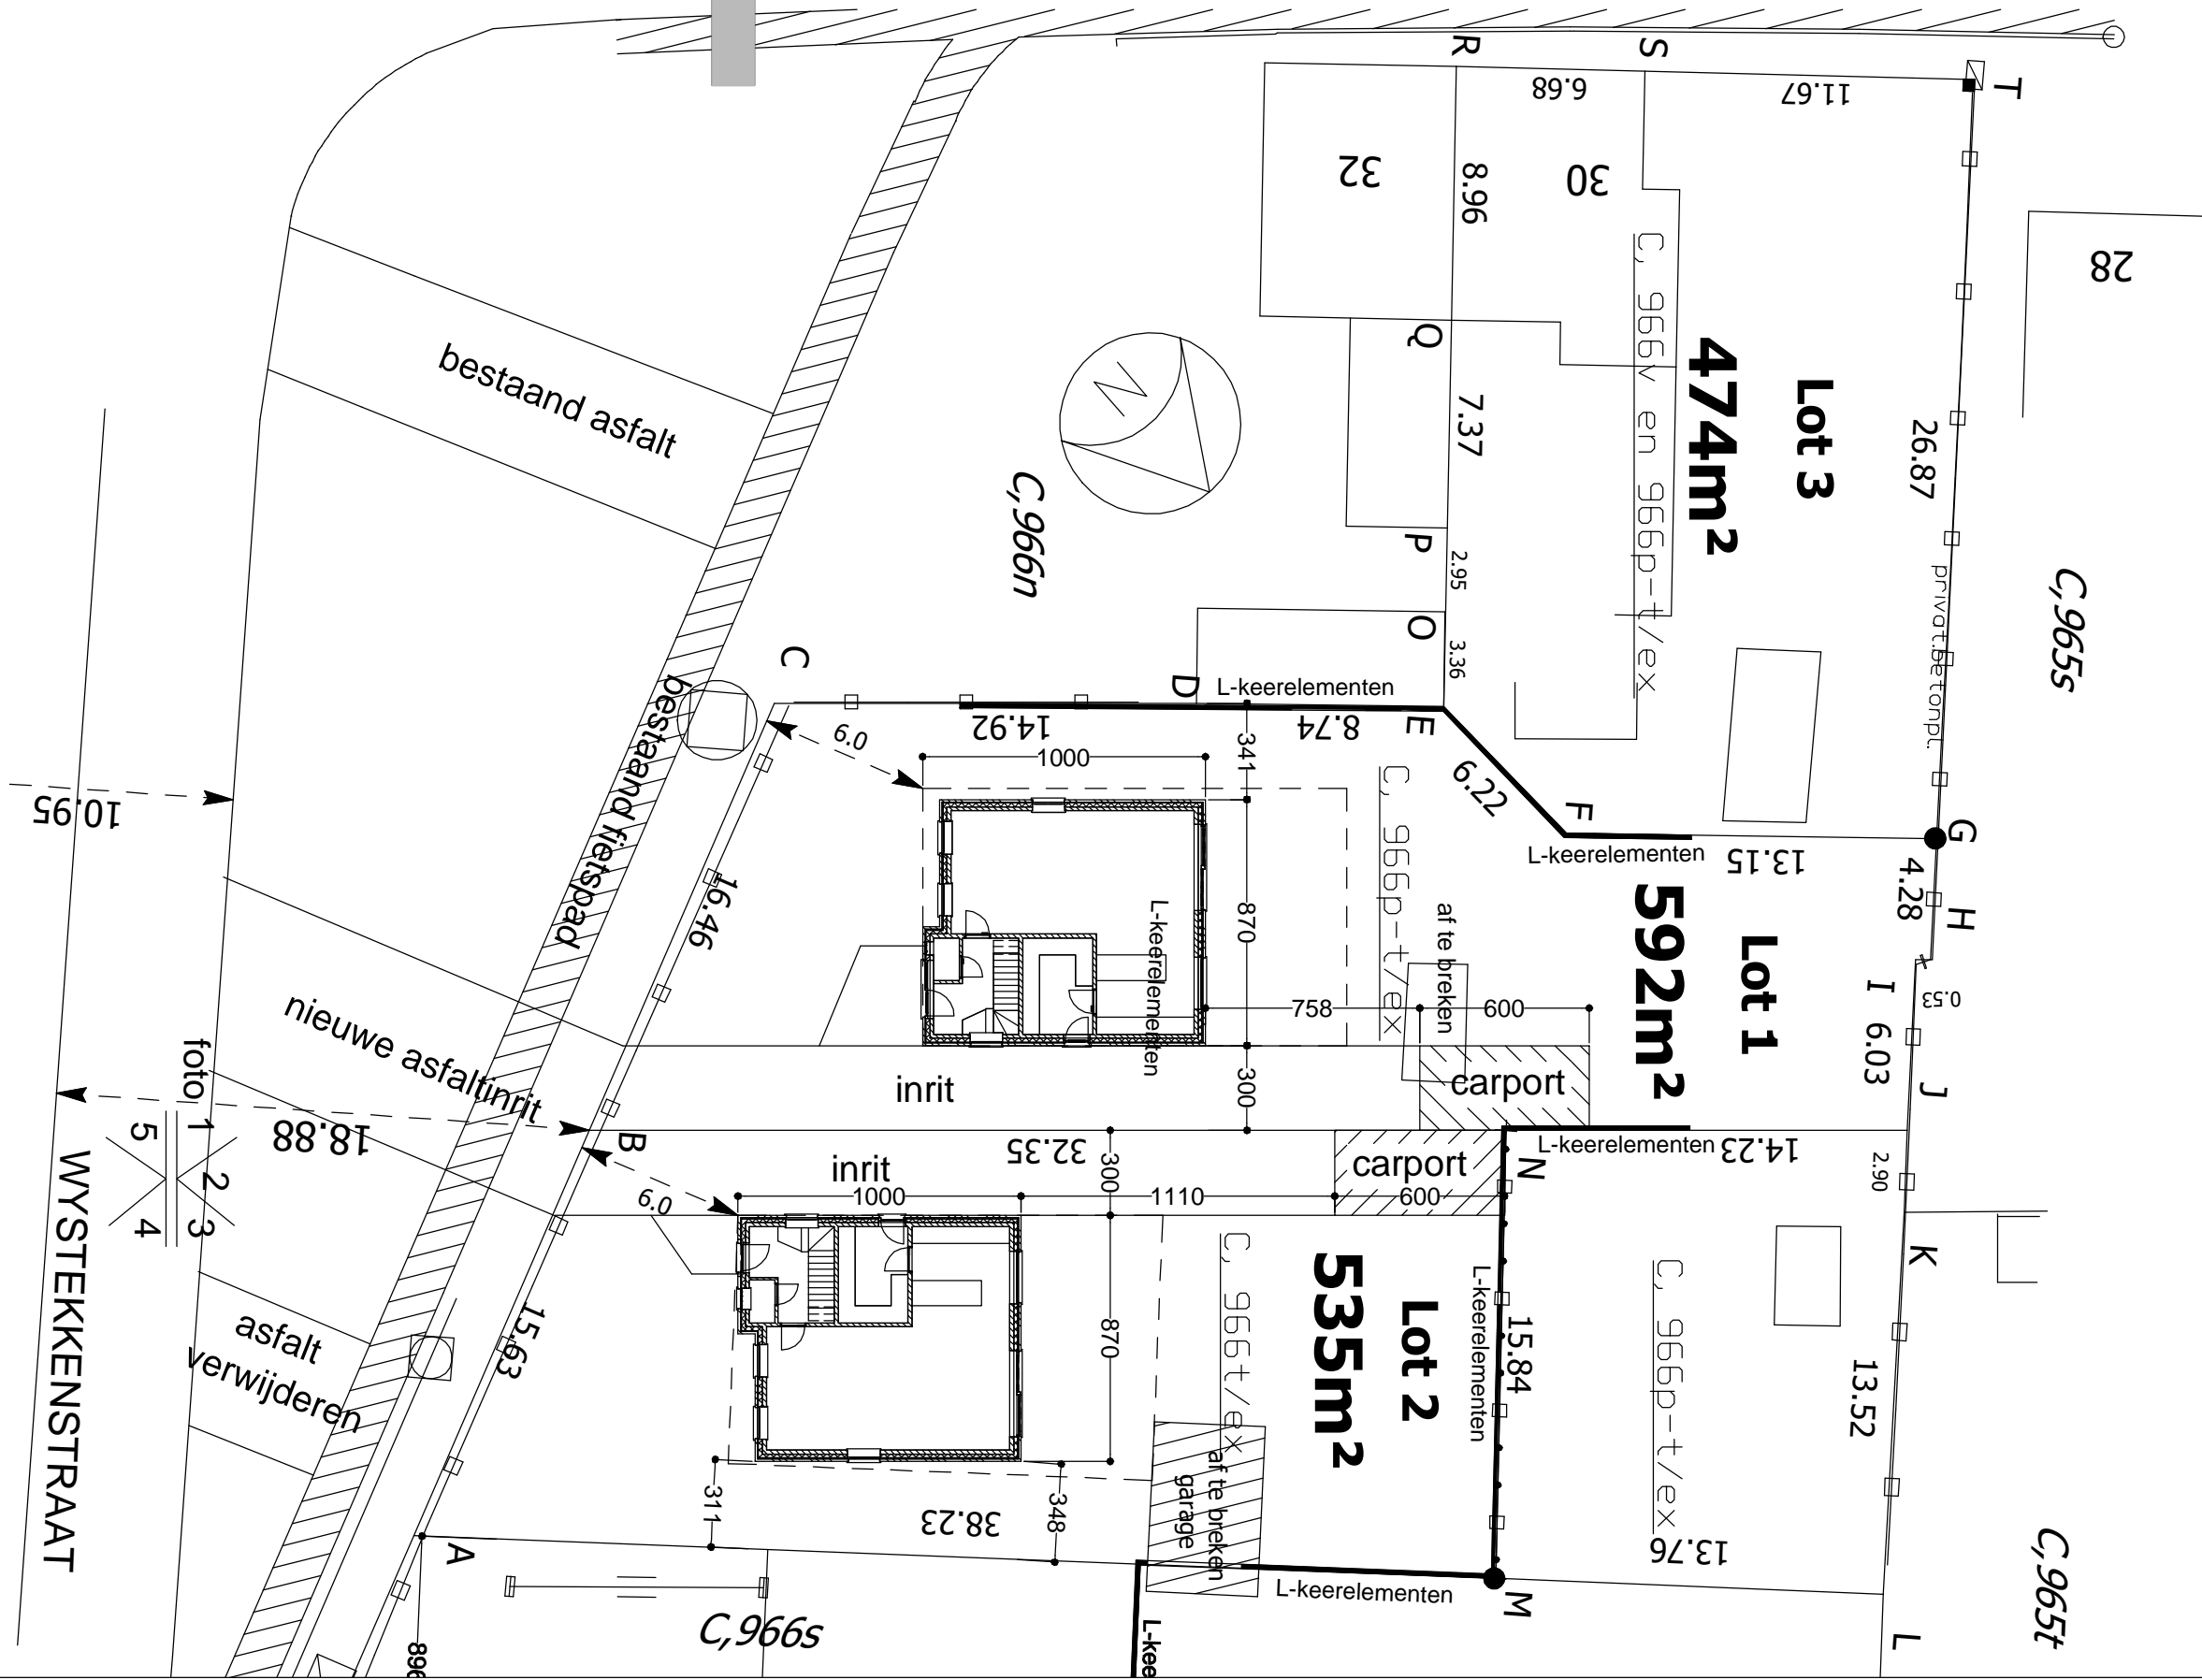 R
S
T
6.68
11.67
32
8.96
30
28
C, 966v en 966p-t/ex
474m²
Lot 3
Q
bestaand asfalt
7.37
26.87
N
C,966n
P
2.95
privat.betonpl.
C,965s
O
3.36
C
D
L-keerelementen
E
14.92
8.74
6.0
341
1000
bestaand fietspad
6.22
F
G
10.95
L-keerelementen
13.15
4.28
H
C, 966p-t/ex
592m²
Lot 1
16.46
L-keerelementen
870
af te breken
I
0.53
758
600
nieuwe asfaltinrit
foto
1
2
3
4
5
6.03
J
inrit
300
carport
18.88
B
32.35
L-keerelementen
14.23
inrit
300
carport
N
2.90
6.0
1000
1110
600
WYSTEKKENSTRAAT
K
C, 966t/ex
535m²
Lot 2
L-keerelementen
15.84
C, 966p-t/ex
asfalt
verwijderen
15.63
870
13.52
af te breken
garage
311
38.23
348
13.76
A
L-keerelementen
M
C,965t
C,966s
L
L-kee
896